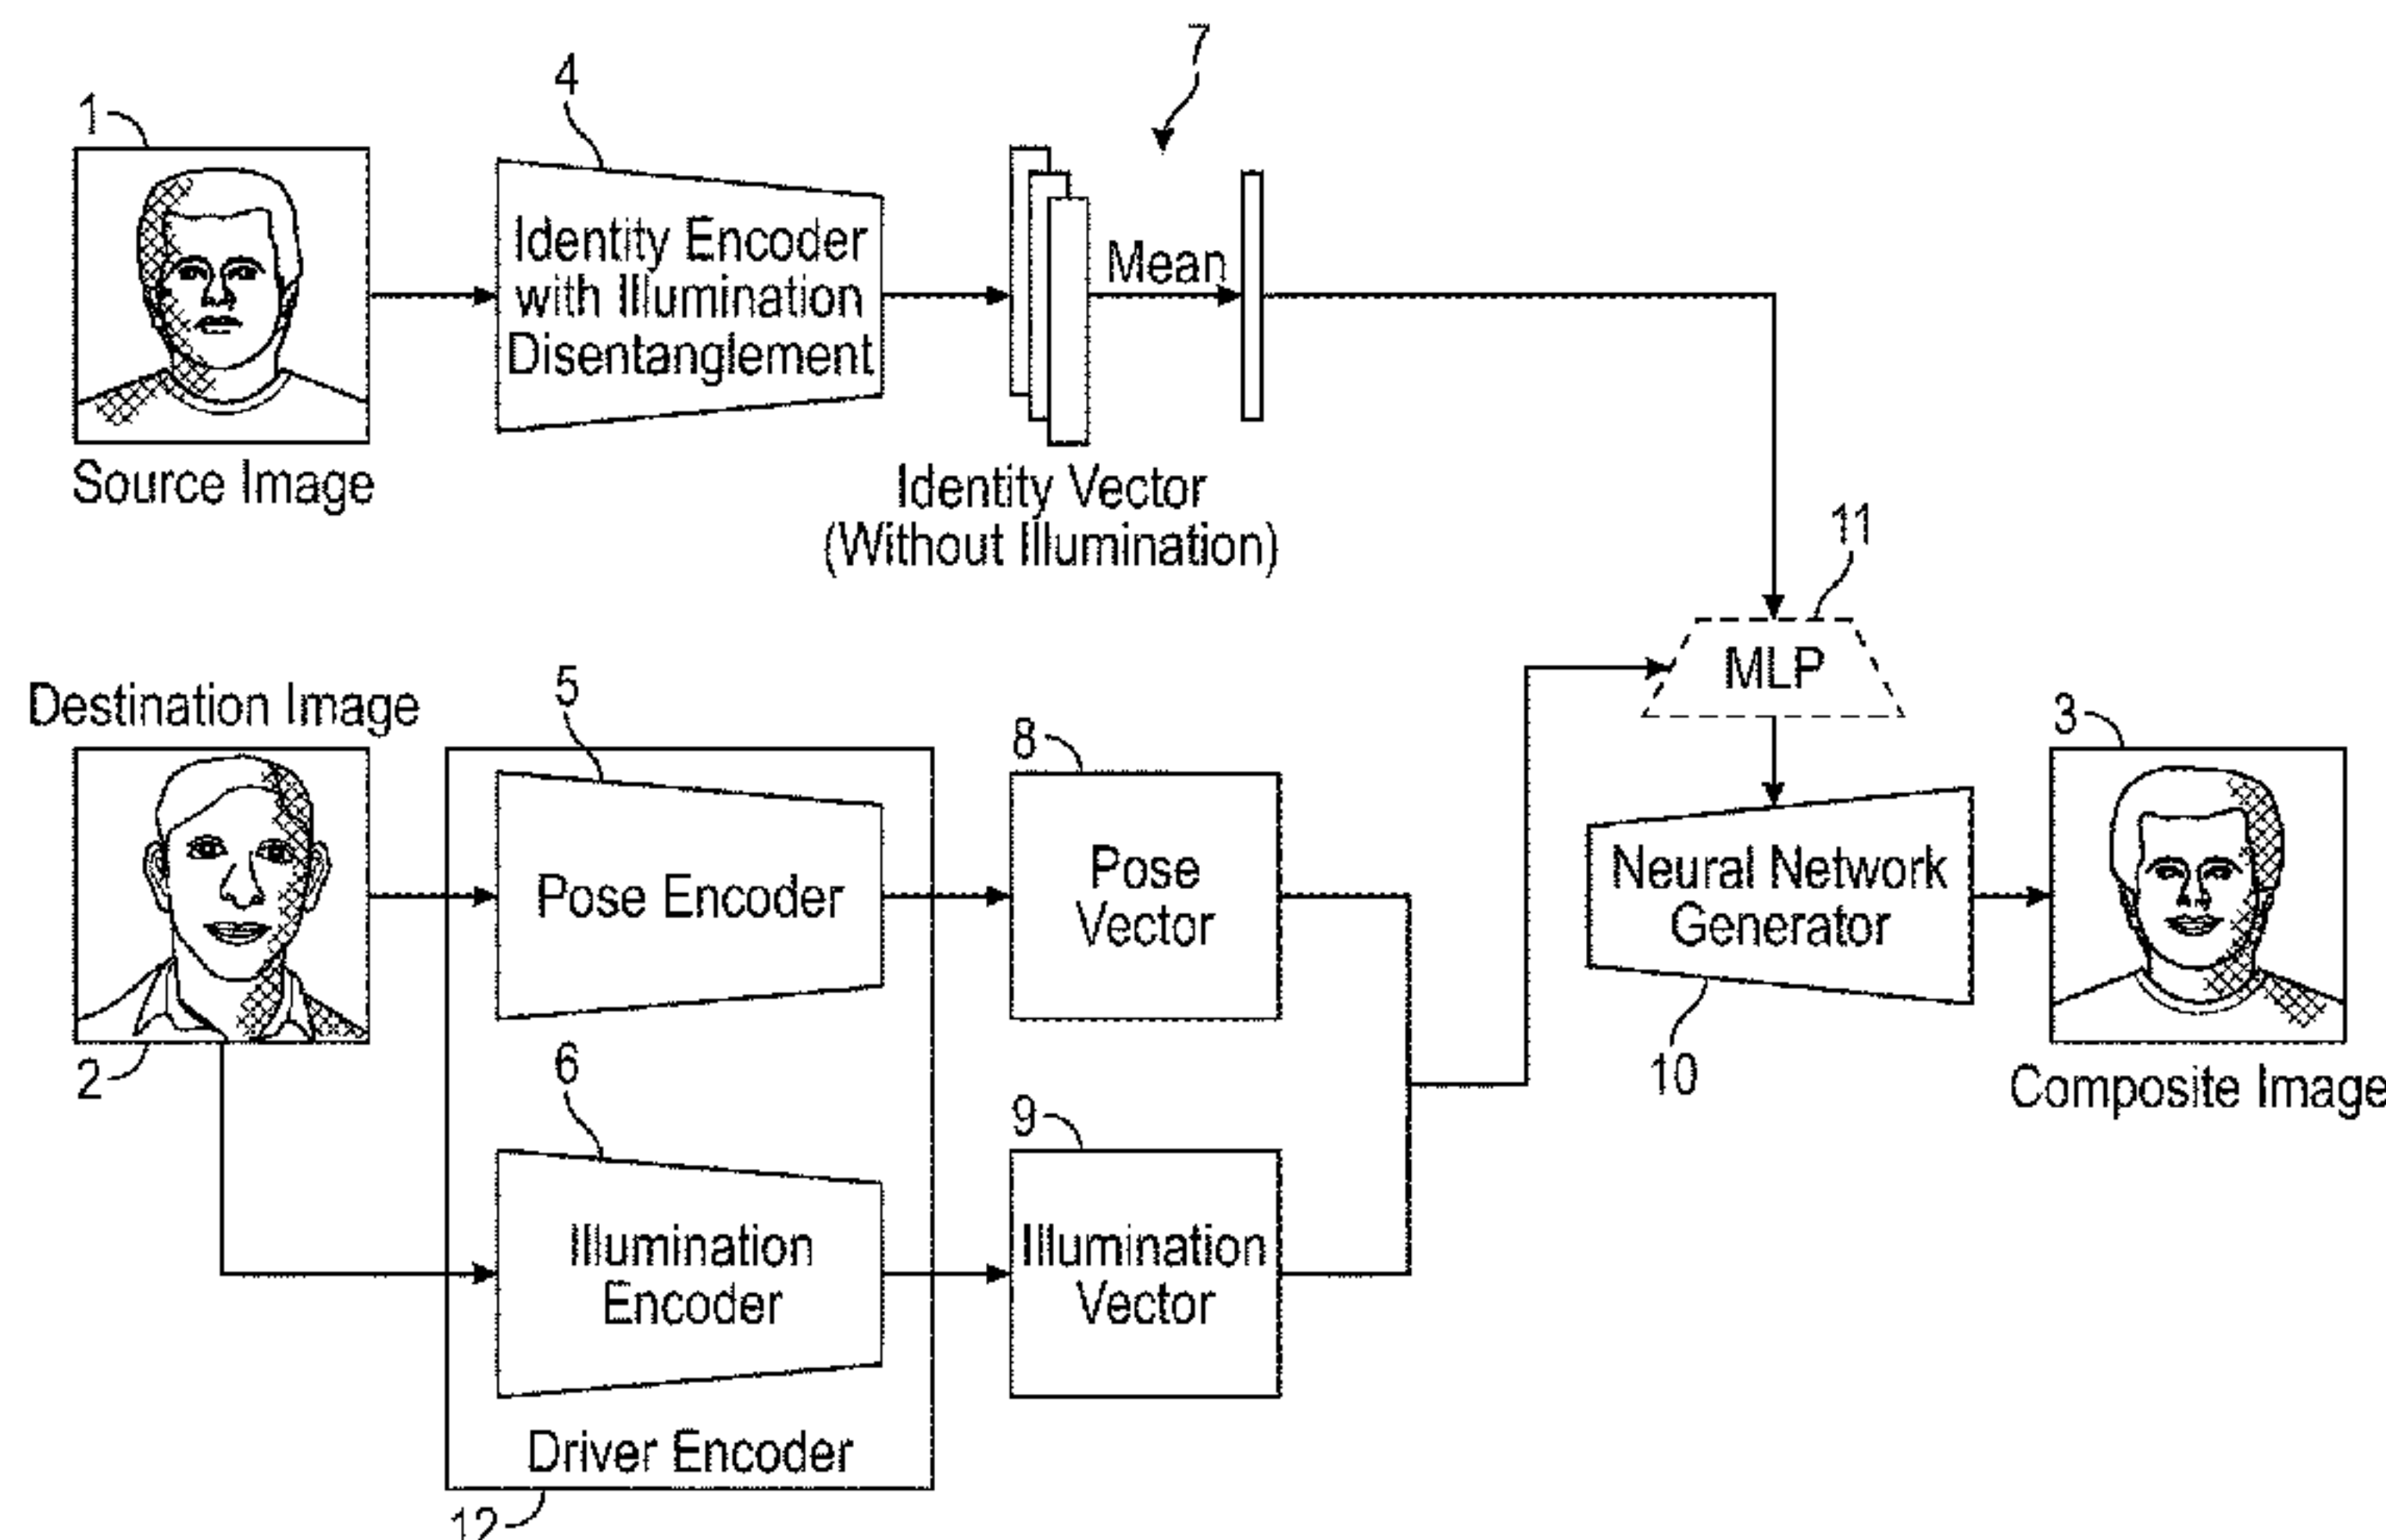 7
4
1
Identity Encoder
with Illumination
Disentanglement
Mean
Source Image
Identity Vector
(Without Illumination)
11
MLP
Destination Image
5
8
3
Pose Encoder
Pose
Vector
Neural Network
Generator
2
6
9
10
Composite Image
Illumination
Encoder
Illumination
Vector
Driver Encoder
12